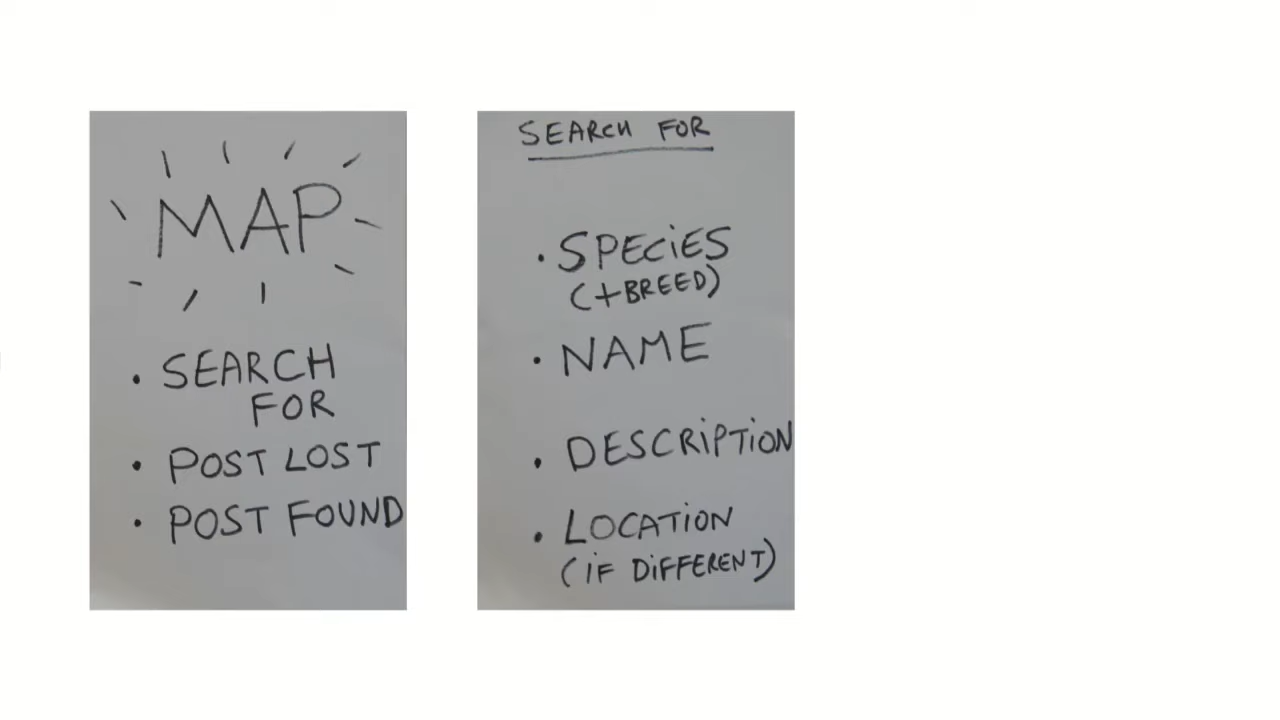 MAP
• SEARCH
FOR
• POST LOST
• POST FOUND
SEARCH FOR
• SPECIES
(+BREED)
• NAME
• DESCRIPTION
• LOCATION
(IF DIFFERENT)